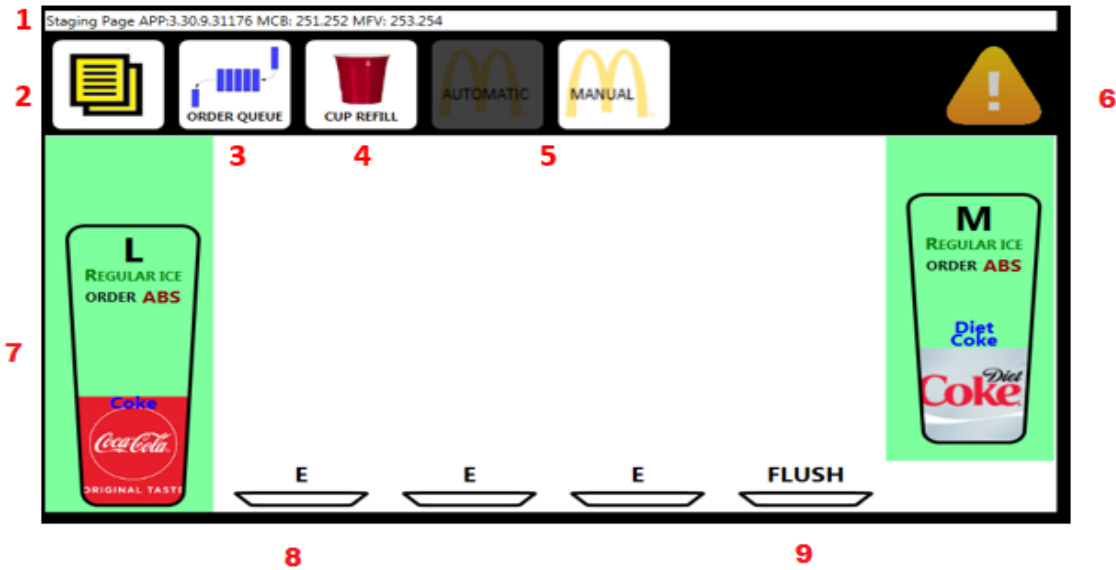 1 Staging Page APP:3.30.9.31176 MCB: 251.252 MFV: 253.254
2 ORDER QUEUE CUP REFILL AUTOMATIC MANUAL ! 6
3 4 5
L
REGULAR ICE
ORDER ABS
Coke
Coca-Cola
ORIGINAL TASTE
7
M
REGULAR ICE
ORDER ABS
Diet
Coke
Diet
Coke
E E E FLUSH
8 9